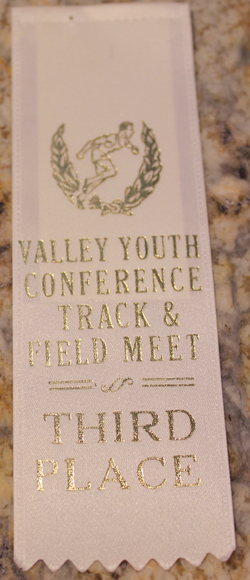 VALLEY YOUTH
CONFERENCE
TRACK &
FIELD MEET
THIRD
PLACE